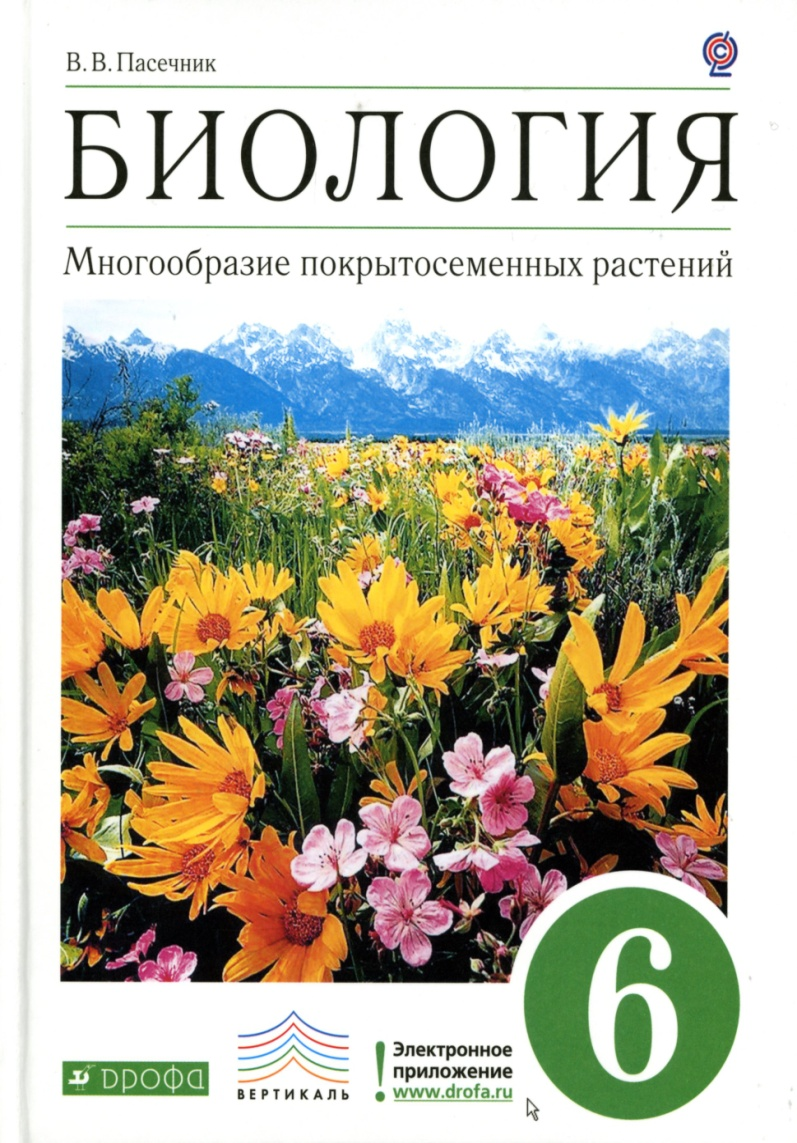 В. В. Пасечник
БИОЛОГИЯ
Многообразие покрытосеменных растений
6
ДРОФА
ВЕРТИКАЛЬ
! Электронное
приложение
www.drofa.ru